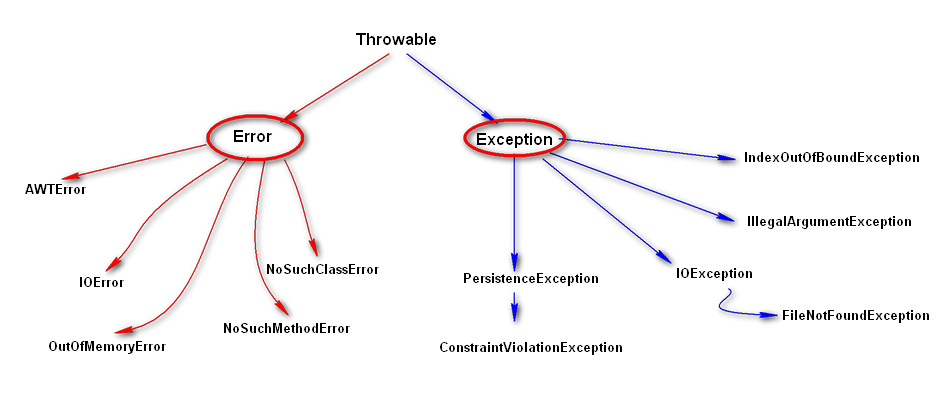 Throwable
Error
Exception
IndexOutOfBoundException
AWTError
IllegalArgumentException
NoSuchClassError
IOError
PersistenceException
IOException
NoSuchMethodError
FileNotFoundException
OutOfMemoryError
ConstraintViolationException